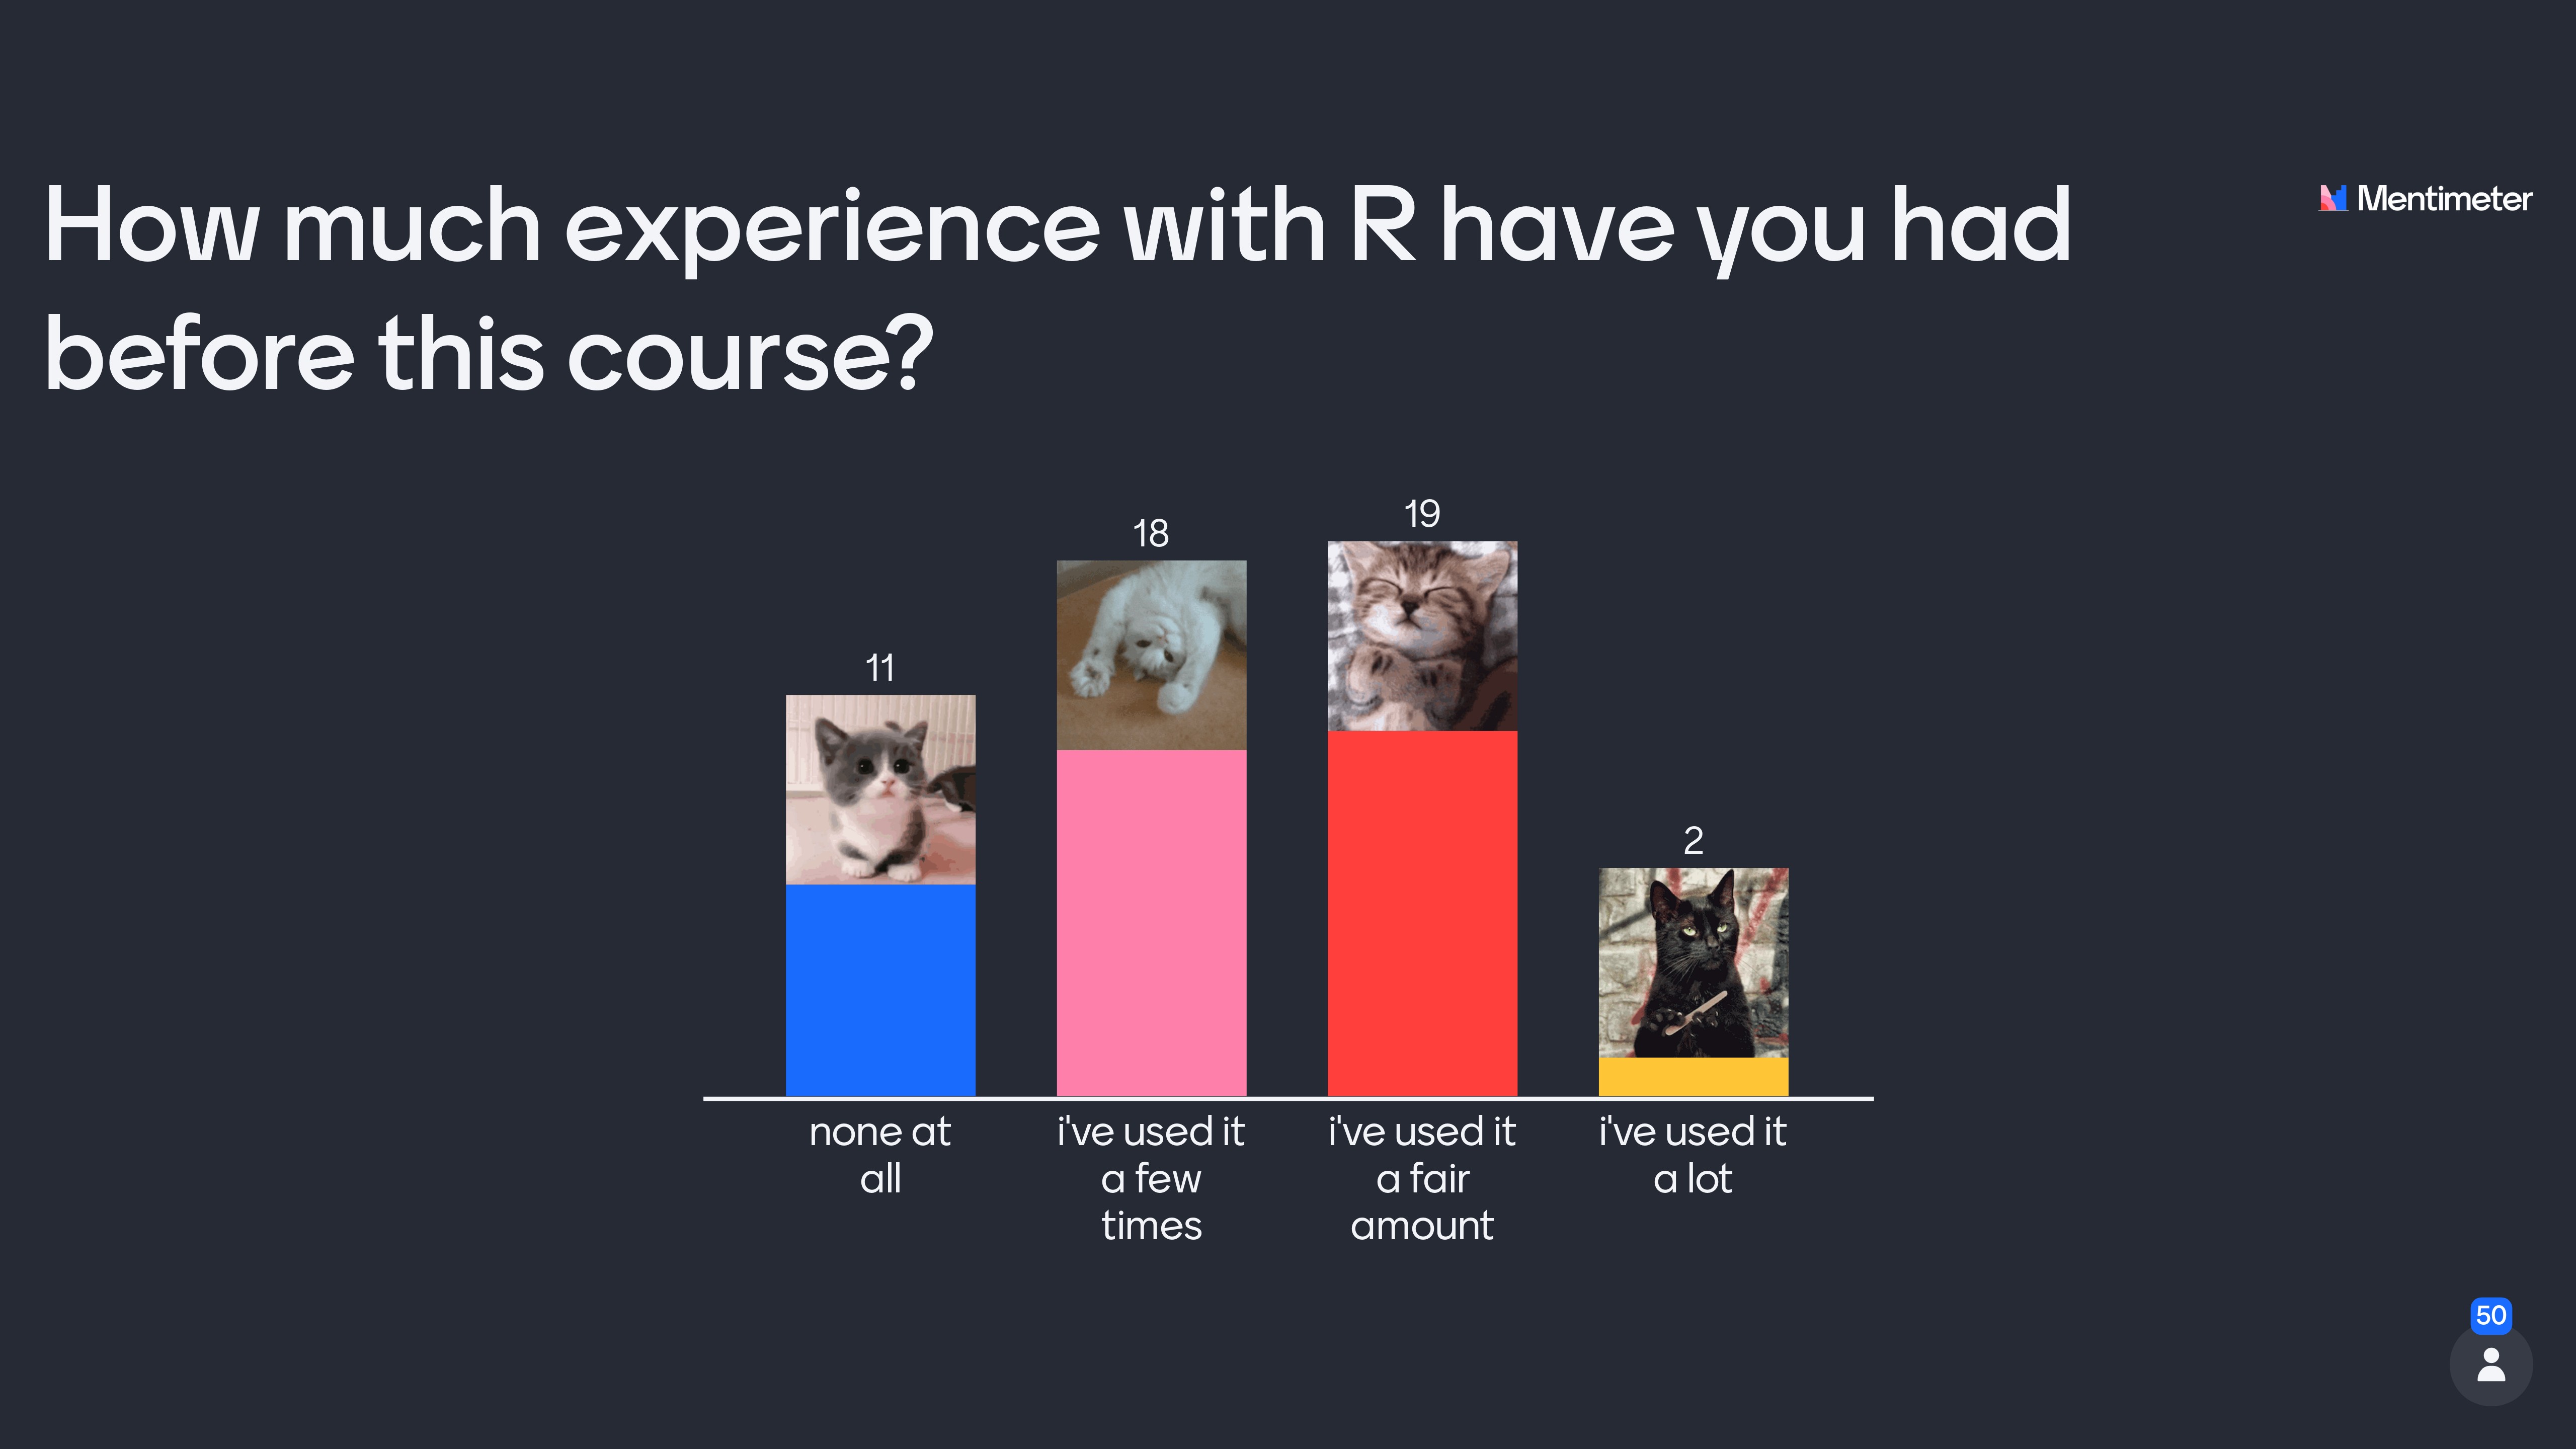 How much experience with R have you had
before this course?
Mentimeter
11
18
19
2
none at
all
i've used it
a few
times
i've used it
a fair
amount
i've used it
a lot
50